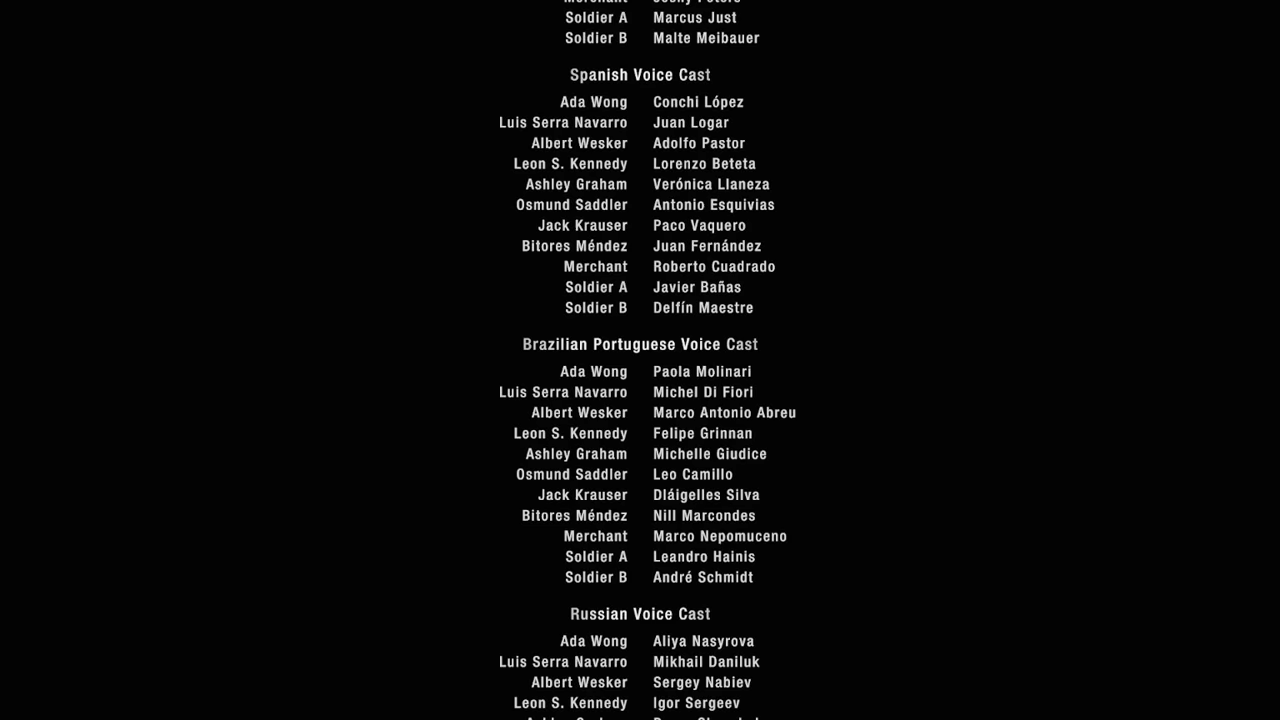 Soldier A Marcus Just
Soldier B Malte Meibauer
Spanish Voice Cast
Ada Wong Conchi López
Luis Serra Navarro Juan Logar
Albert Wesker Adolfo Pastor
Leon S. Kennedy Lorenzo Beteta
Ashley Graham Verónica Llaneza
Osmund Saddler Antonio Esquivias
Jack Krauser Paco Vaquero
Bitores Méndez Juan Fernández
Merchant Roberto Cuadrado
Soldier A Javier Bañas
Soldier B Delfín Maestre
Brazilian Portuguese Voice Cast
Ada Wong Paola Molinari
Luis Serra Navarro Michel Di Fiori
Albert Wesker Marco Antonio Abreu
Leon S. Kennedy Felipe Grinnan
Ashley Graham Michelle Giudice
Osmund Saddler Leo Camillo
Jack Krauser Dláigelles Silva
Bitores Méndez Nill Marcondes
Merchant Marco Nepomuceno
Soldier A Leandro Hainis
Soldier B André Schmidt
Russian Voice Cast
Ada Wong Aliya Nasyrova
Luis Serra Navarro Mikhail Daniluk
Albert Wesker Sergey Nabiev
Leon S. Kennedy Igor Sergeev